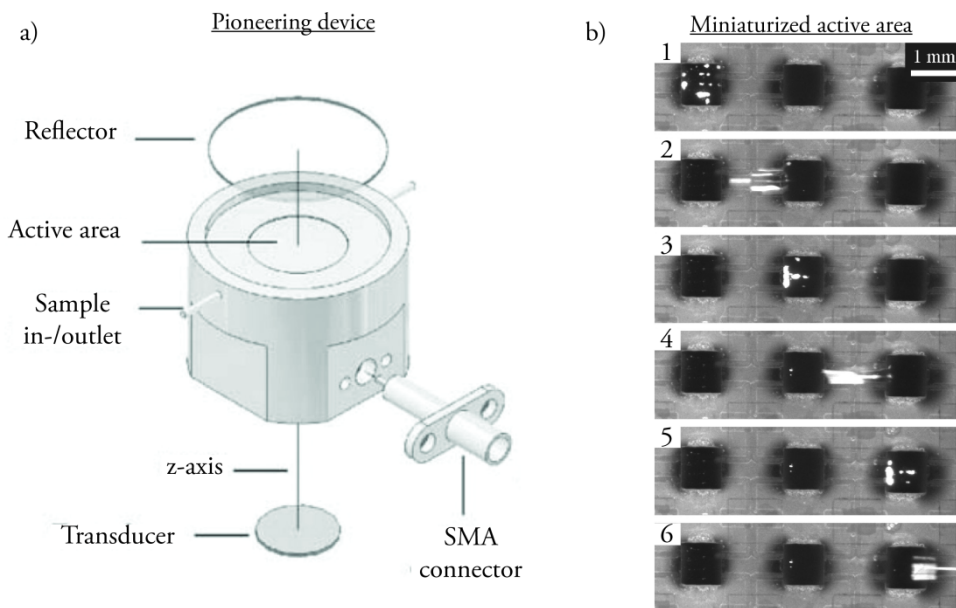 a)
Pioneering device
Reflector
Active area
Sample
in-/outlet
z-axis
Transducer
SMA
connector
b)
Miniaturized active area
1
1 mm
2
3
4
5
6